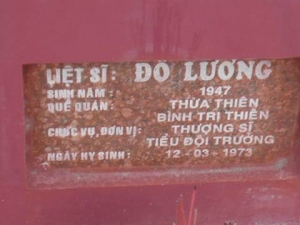 LIỆT SĨ: ĐỖ LƯƠNG
SINH NĂM: 1947
QUÊ QUÁN: THỪA THIÊN
BÌNH TRỊ THIÊN
CHỨC VỤ, ĐƠN VỊ: THƯỢNG SĨ
TIỂU ĐỘI TRƯỞNG
NGÀY HY SINH: 12-03-1973